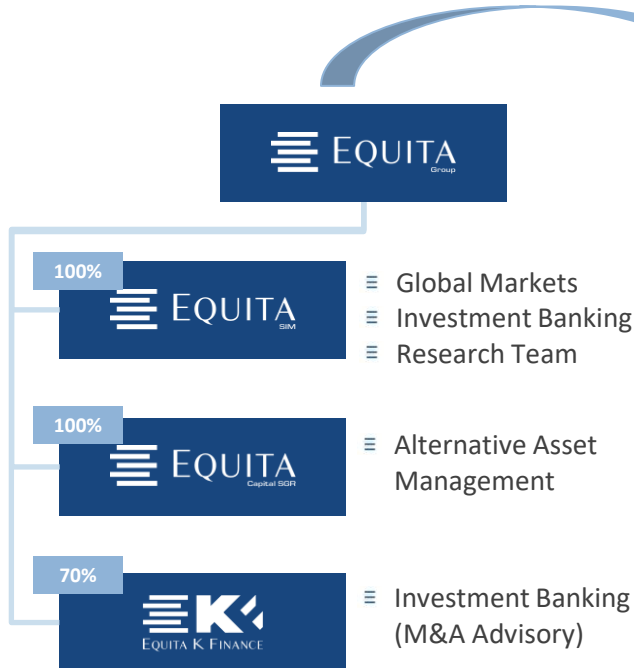 EQUITA
Group
100%
EQUITA
SIM
Global Markets
Investment Banking
Research Team
100%
EQUITA
Capital SGR
Alternative Asset
Management
70%
K
EQUITA K FINANCE
Investment Banking
(M&A Advisory)